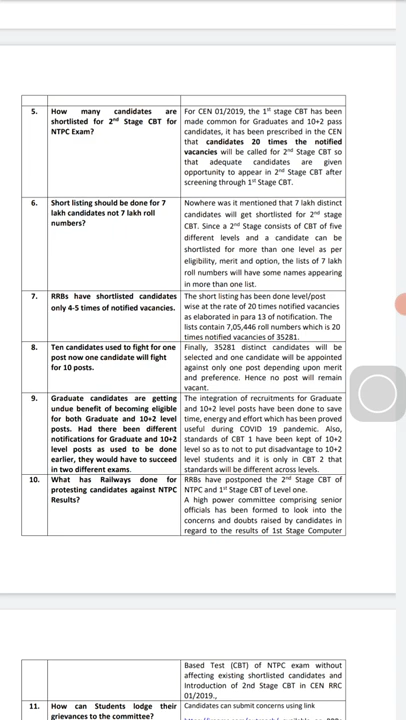 5. How many candidates are shortlisted for 2nd Stage CBT for NTPC Exam?
For CEN 01/2019, the 1st stage CBT has been
made common for Graduates and 10+2 pass
candidates, it has been prescribed in the CEN
that candidates 20 times the notified
vacancies will be called for 2nd Stage CBT so
that adequate candidates are given
opportunity to appear in 2nd Stage CBT after
screening through 1st Stage CBT.
6. Short listing should be done for 7
lakh candidates not 7 lakh roll
numbers?
Nowhere was it mentioned that 7 lakh distinct
candidates will get shortlisted for 2nd stage
CBT. Since a 2nd Stage consists of CBT of five
different levels and a candidate can be
shortlisted for more than one level as per
eligibility, merit and option, the lists of 7 lakh
roll numbers will have some names appearing
in more than one list.
7. RRBs have shortlisted candidates
only 4-5 times of notified vacancies.
The short listing has been done level/post
wise at the rate of 20 times notified vacancies
as elaborated in para 13 of notification. The
lists contain 7,05,446 roll numbers which is 20
times notified vacancies of 35281.
8. Ten candidates used to fight for one
post now one candidate will fight
for 10 posts.
Finally, 35281 distinct candidates will be
selected and one candidate will be appointed
against only one post depending upon merit
and preference. Hence no post will remain
vacant.
9. Graduate candidates are getting
undue benefit of becoming eligible
for both Graduate and 10+2 level
posts. Had there been different
notifications for Graduate and 10+2
level posts as used to be done
earlier, they would have to succeed
in two different exams.
The integration of recruitments for Graduate
and 10+2 level posts have been done to save
time, energy and effort which has been proved
useful during COVID 19 pandemic. Also,
standards of CBT 1 have been kept of 10+2
level so as to not to put disadvantage to 10+2
level students and it is only in CBT 2 that
standards will be different across levels.
10. What has Railways done for
protesting candidates against NTPC
Results?
RRBs have postponed the 2nd Stage CBT of
NTPC and 1st Stage CBT of Level one.
A high power committee comprising senior
officials has been formed to look into the
concerns and doubts raised by candidates in
regard to the results of 1st Stage Computer
Based Test (CBT) of NTPC exam without
affecting existing shortlisted candidates and
Introduction of 2nd Stage CBT in CEN RRC
01/2019.,
11. How can Students lodge their
grievances to the committee?
Candidates can submit concerns using link